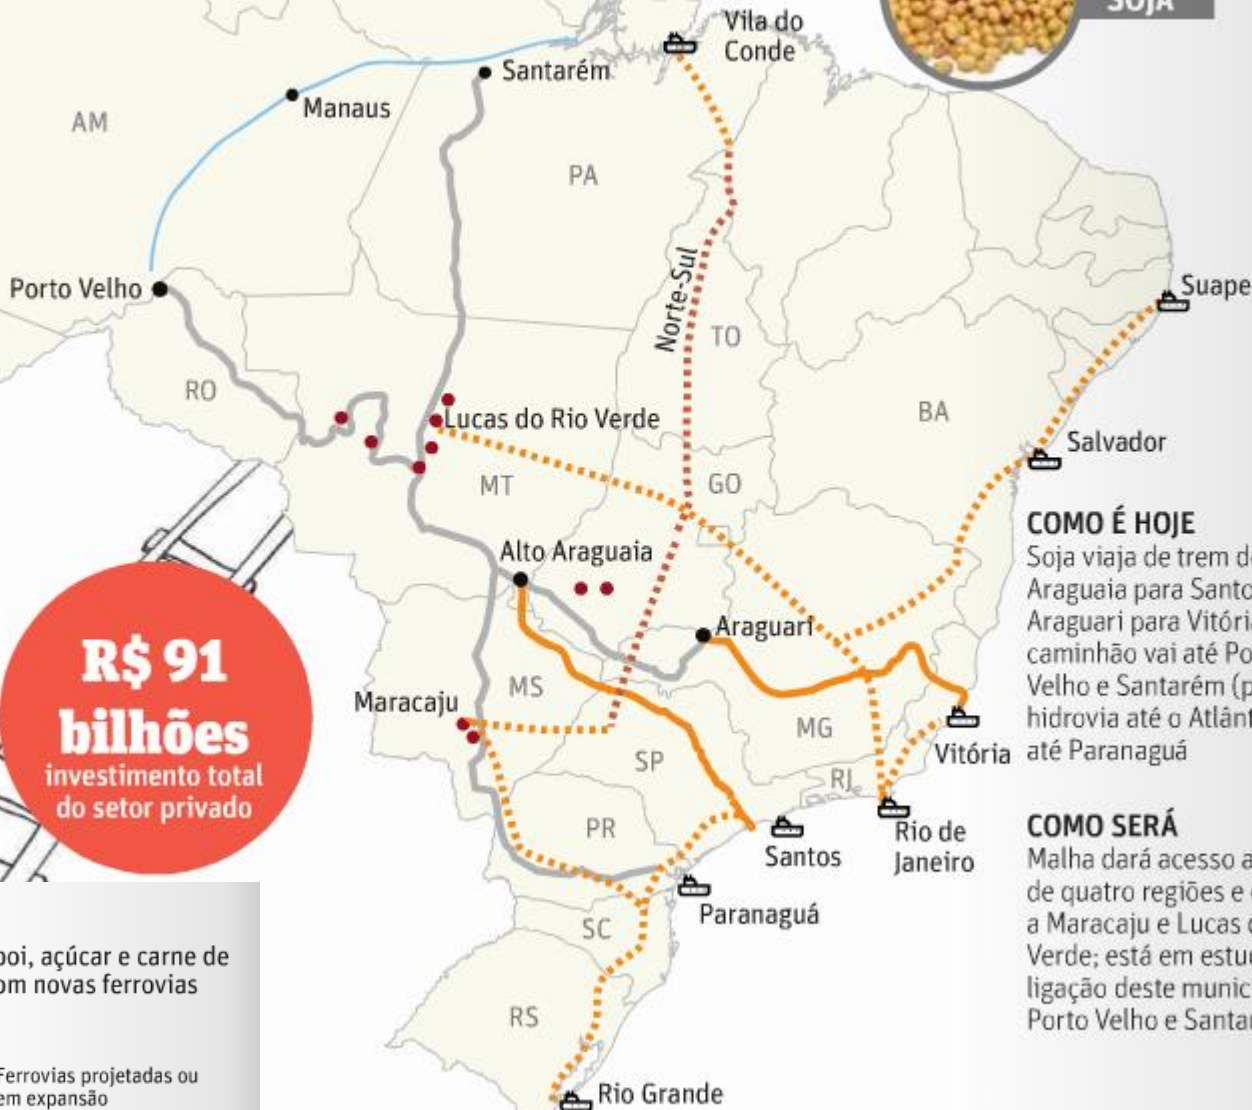 SOJA
Vila do
Conde
Santarém
Manaus
AM
PA
Porto Velho
Suape
Norte-Sul
TO
RO
BA
Lucas do Rio Verde
Salvador
MT
GO
COMO É HOJE
Soja viaja de trem d
Araguaia para Santo
Araguari para Vitóri
caminhão vai até Po
Velho e Santarém (p
hidrovia até o Atlân
até Paranaguá
Alto Araguaia
Araguari
R$ 91
bilhões
investimento total
do setor privado
MS
Maracaju
MG
Vitória
SP
RJ
PR
Rio de
Janeiro
Santos
COMO SERÁ
Malha dará acesso a
de quatro regiões e
a Maracaju e Lucas
Verde; está em estu
ligação deste munic
Porto Velho e Santa
Paranaguá
SC
boi, açúcar e carne de
om novas ferrovias
RS
Ferrovias projetadas ou
em expansão
Rio Grande